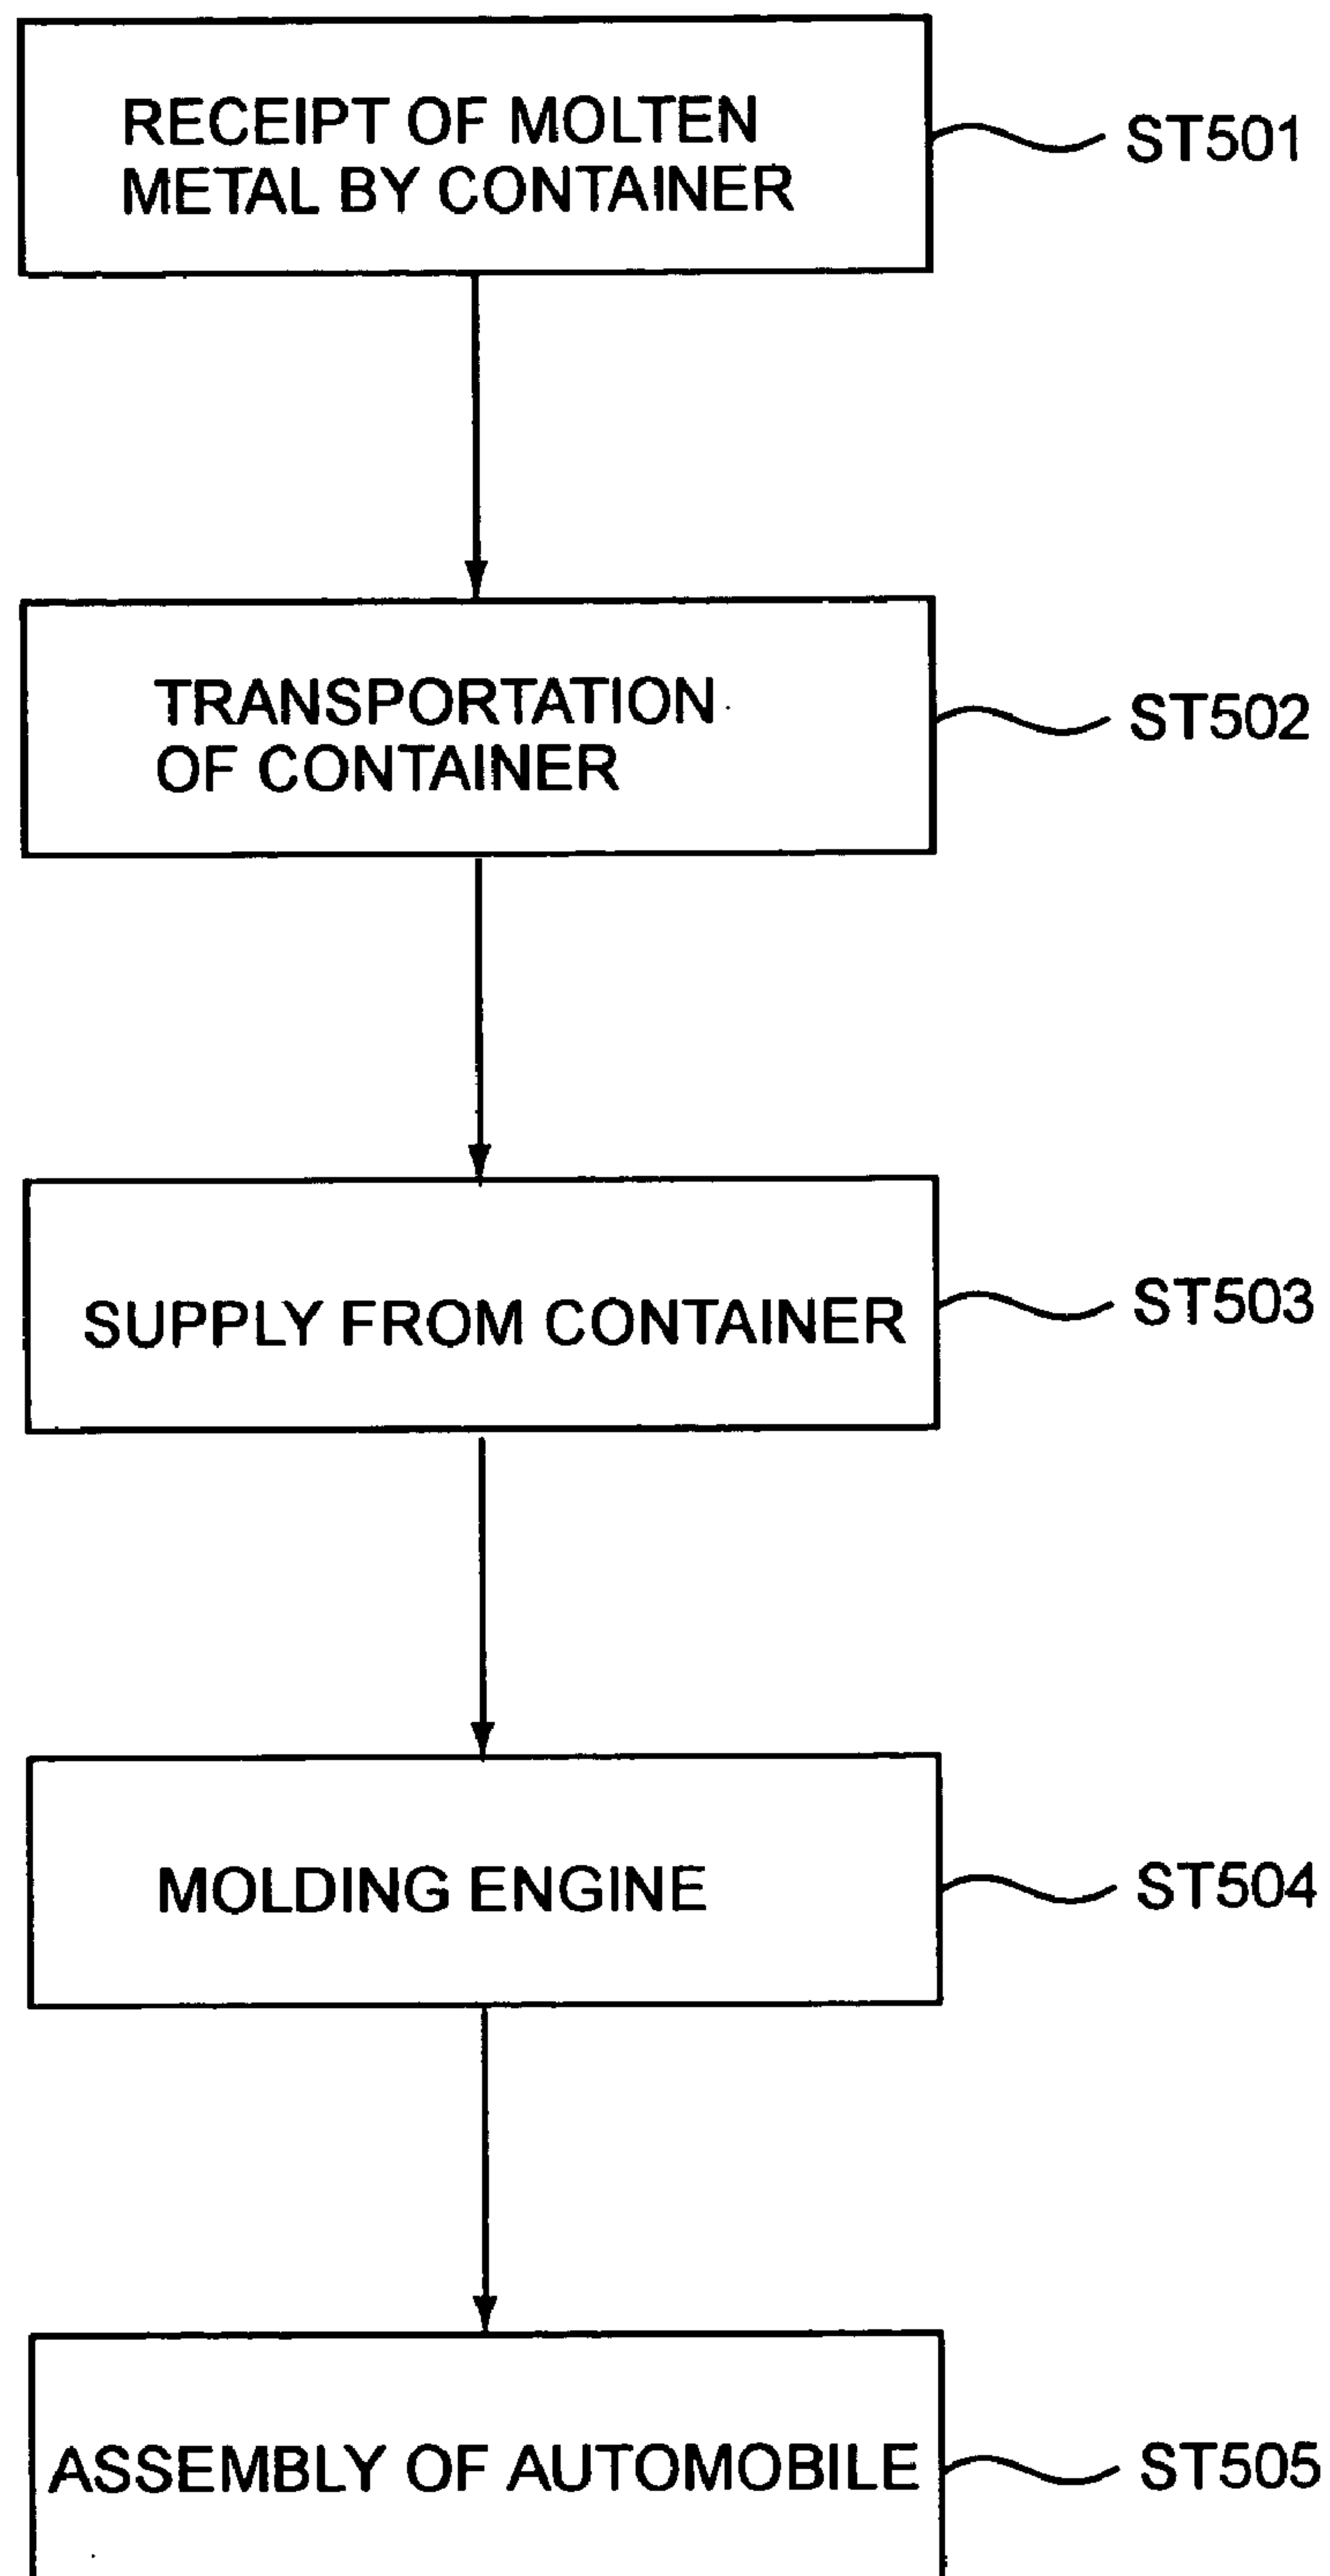 RECEIPT OF MOLTEN
METAL BY CONTAINER
ST501
TRANSPORTATION
OF CONTAINER
ST502
SUPPLY FROM CONTAINER
ST503
MOLDING ENGINE
ST504
ASSEMBLY OF AUTOMOBILE
ST505